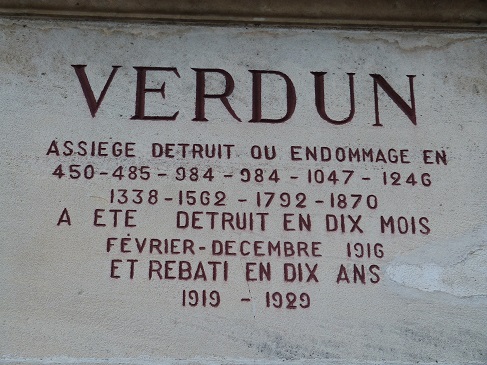 VERDUN
ASSIEGE DETRUIT OU ENDOMMAGE EN
450-485-984-984-1047-1246
1338-1562-1792-1870
A ETE DETRUIT EN DIX MOIS
FÉVRIER-DECEMBRE 1916
ET REBATI EN DIX ANS
1919-1929